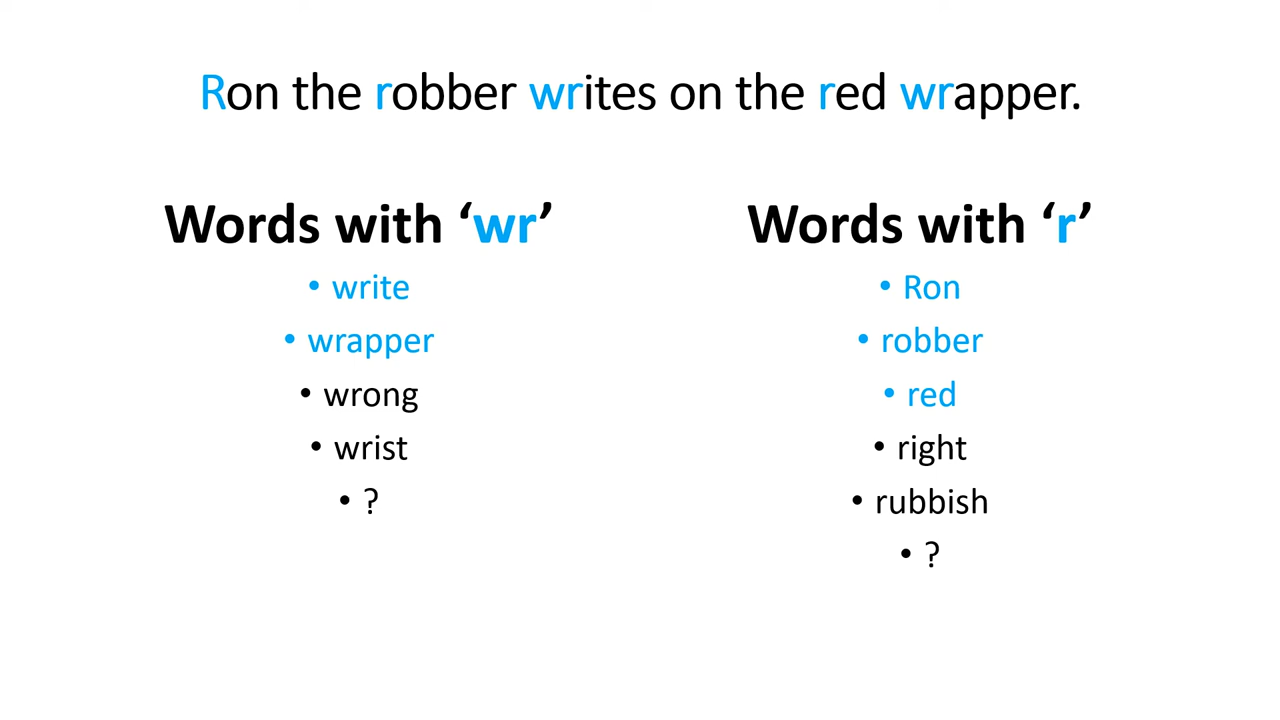 Ron the robber writes on the red wrapper.
Words with ‘wr’
• write
• wrapper
• wrong
• wrist
• ?
Words with ‘r’
• Ron
• robber
• red
• right
• rubbish
• ?